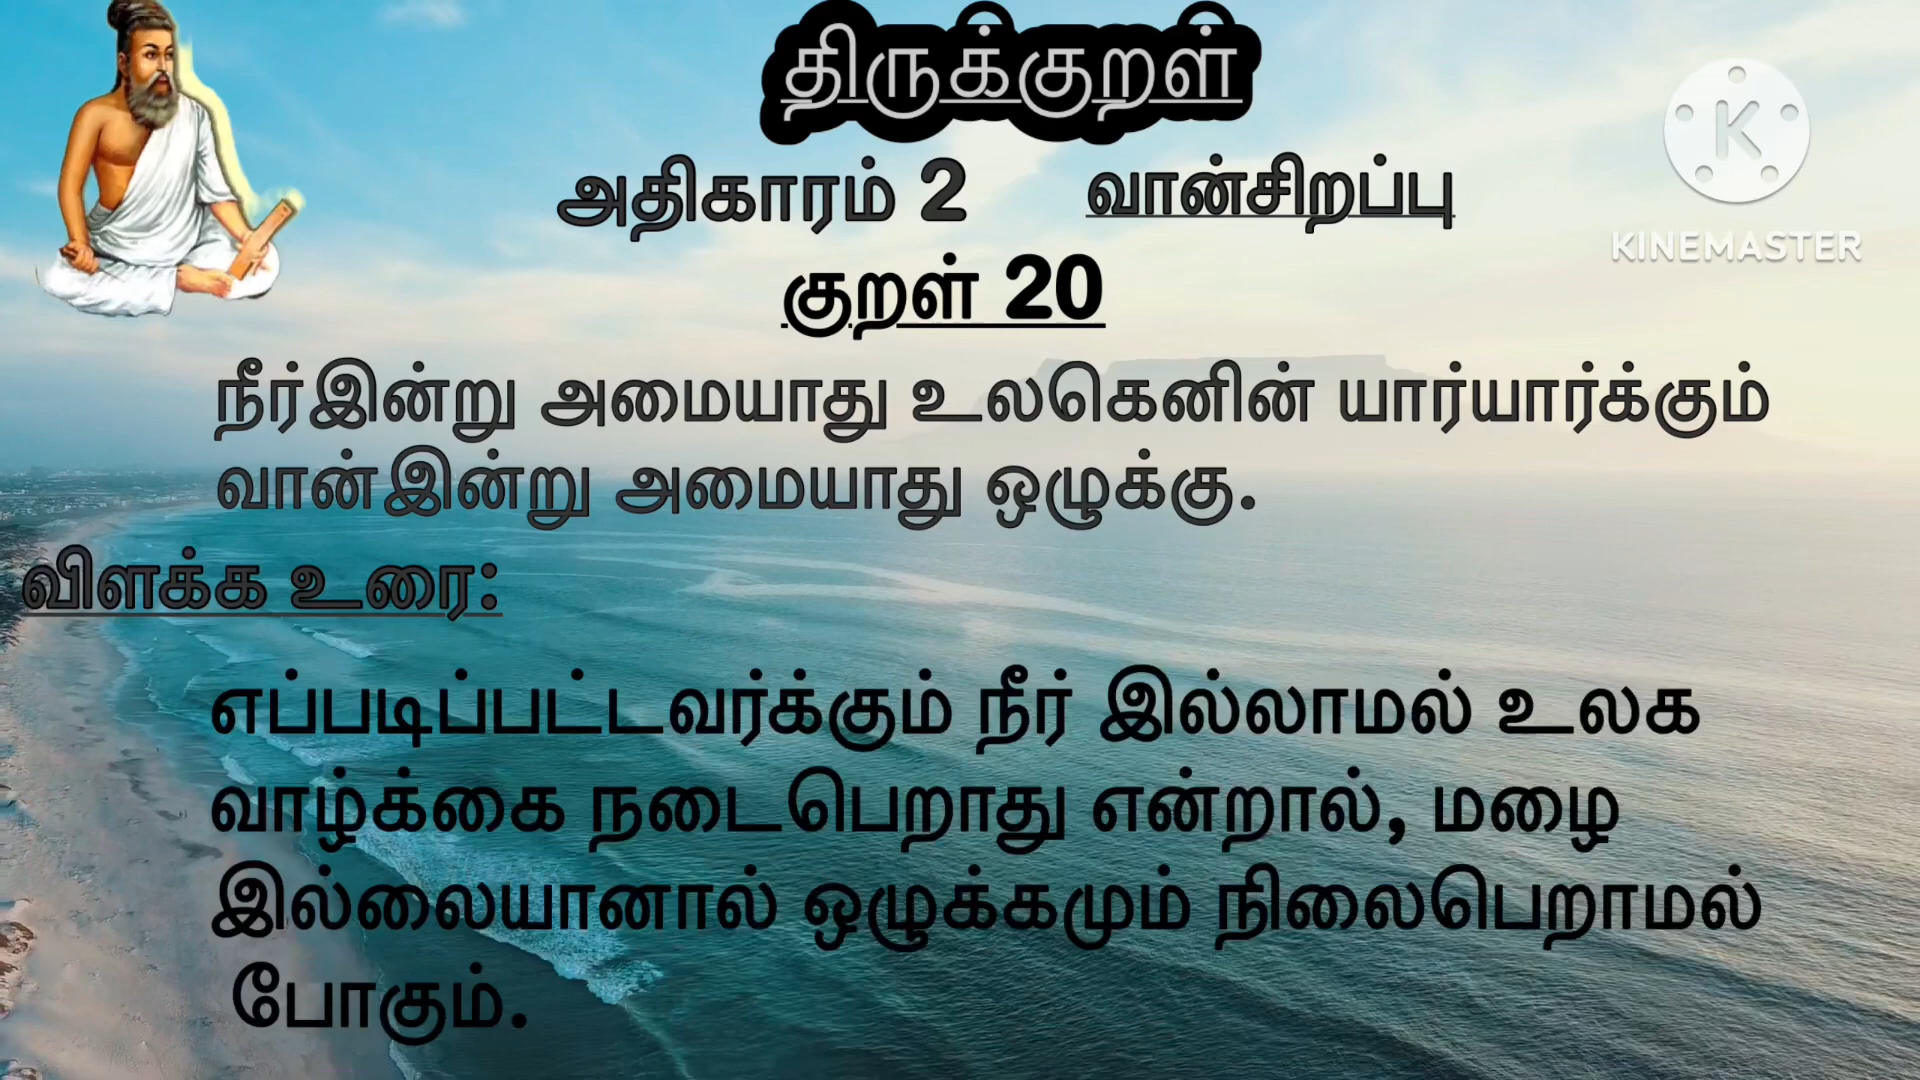 திருக்குறள்
அதிகாரம் 2 வான்சிறப்பு
குறள் 20
நீர்இன்று அமையாது உலகெனின் யார்யார்க்கும்
வான்இன்று அமையாது ஒழுக்கு.
விளக்க உரை:
எப்படிப்பட்டவர்க்கும் நீர் இல்லாமல் உலக
வாழ்க்கை நடைபெறாது என்றால், மழை
இல்லையானால் ஒழுக்கமும் நிலைபெறாமல்
போகும்.
K
KINEMASTER